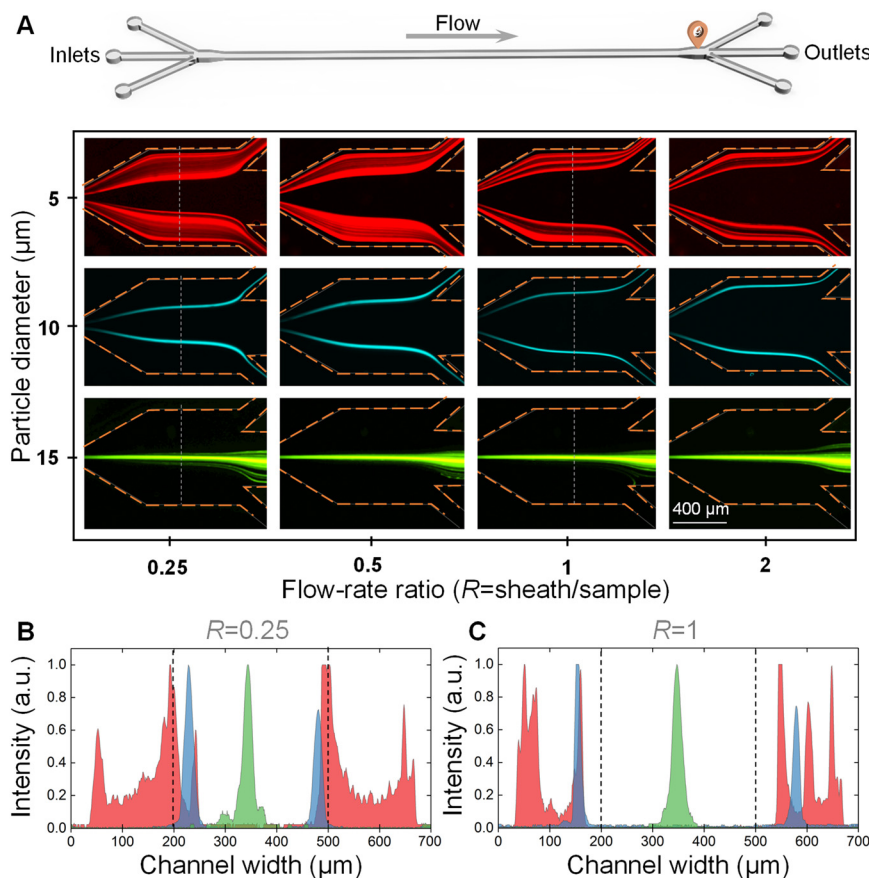 A
Flow
Inlets
Outlets
Particle diameter (µm)
5
10
15
400 µm
0.25 0.5 1 2
Flow-rate ratio (R=sheath/sample)
B
R=0.25
Intensity (a.u.)
1.0
0.8
0.6
0.4
0.2
0
0 100 200 300 400 500 600 700
Channel width (µm)
C
R=1
Intensity (a.u.)
1.0
0.8
0.6
0.4
0.2
0
0 100 200 300 400 500 600 700
Channel width (µm)